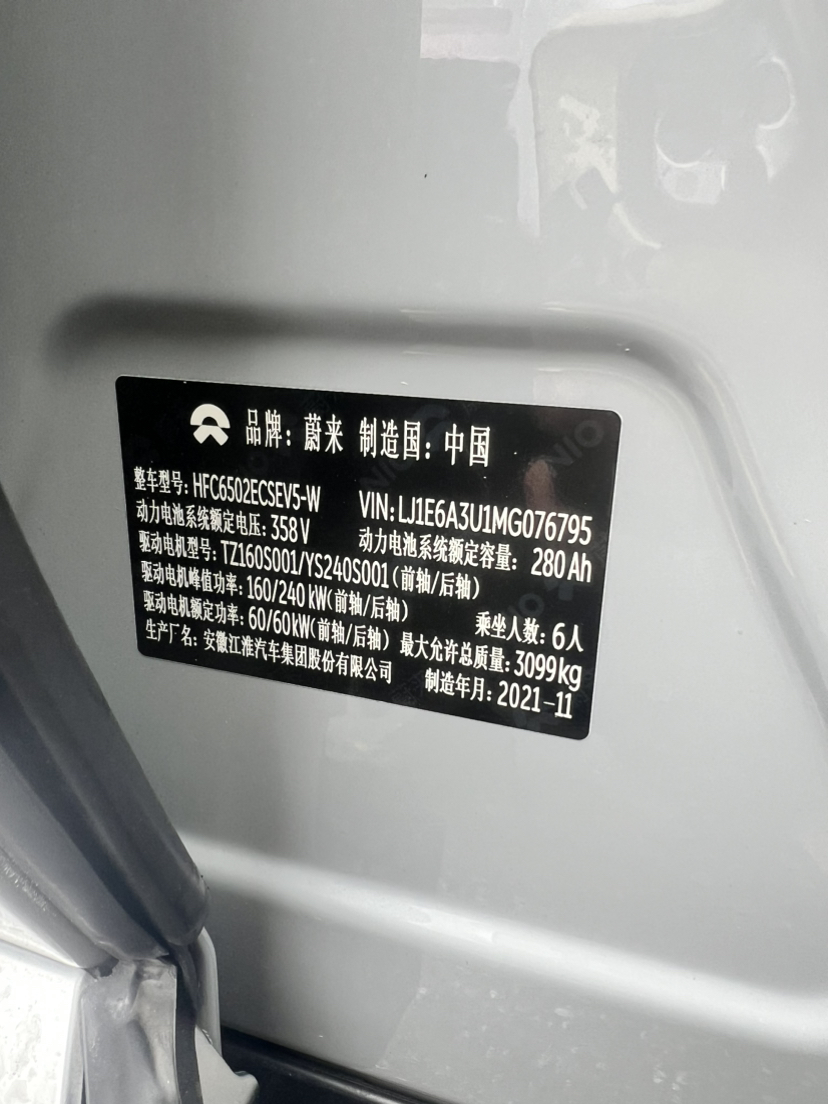 品牌：蔚来 制造国：中国
整车型号：HFC6502ECSEV5-W VIN：LJ1E6A3U1MG076795
动力电池系统额定电压：358V 动力电池系统额定容量：280Ah
驱动电机型号：TZ160S001/YS240S001（前轴/后轴）
驱动电机峰值功率：160/240kW（前轴/后轴） 乘坐人数：6人
驱动电机额定功率：60/60kW（前轴/后轴） 最大允许总质量：3099kg
生产厂名：安徽江淮汽车集团股份有限公司 制造年月：2021-11